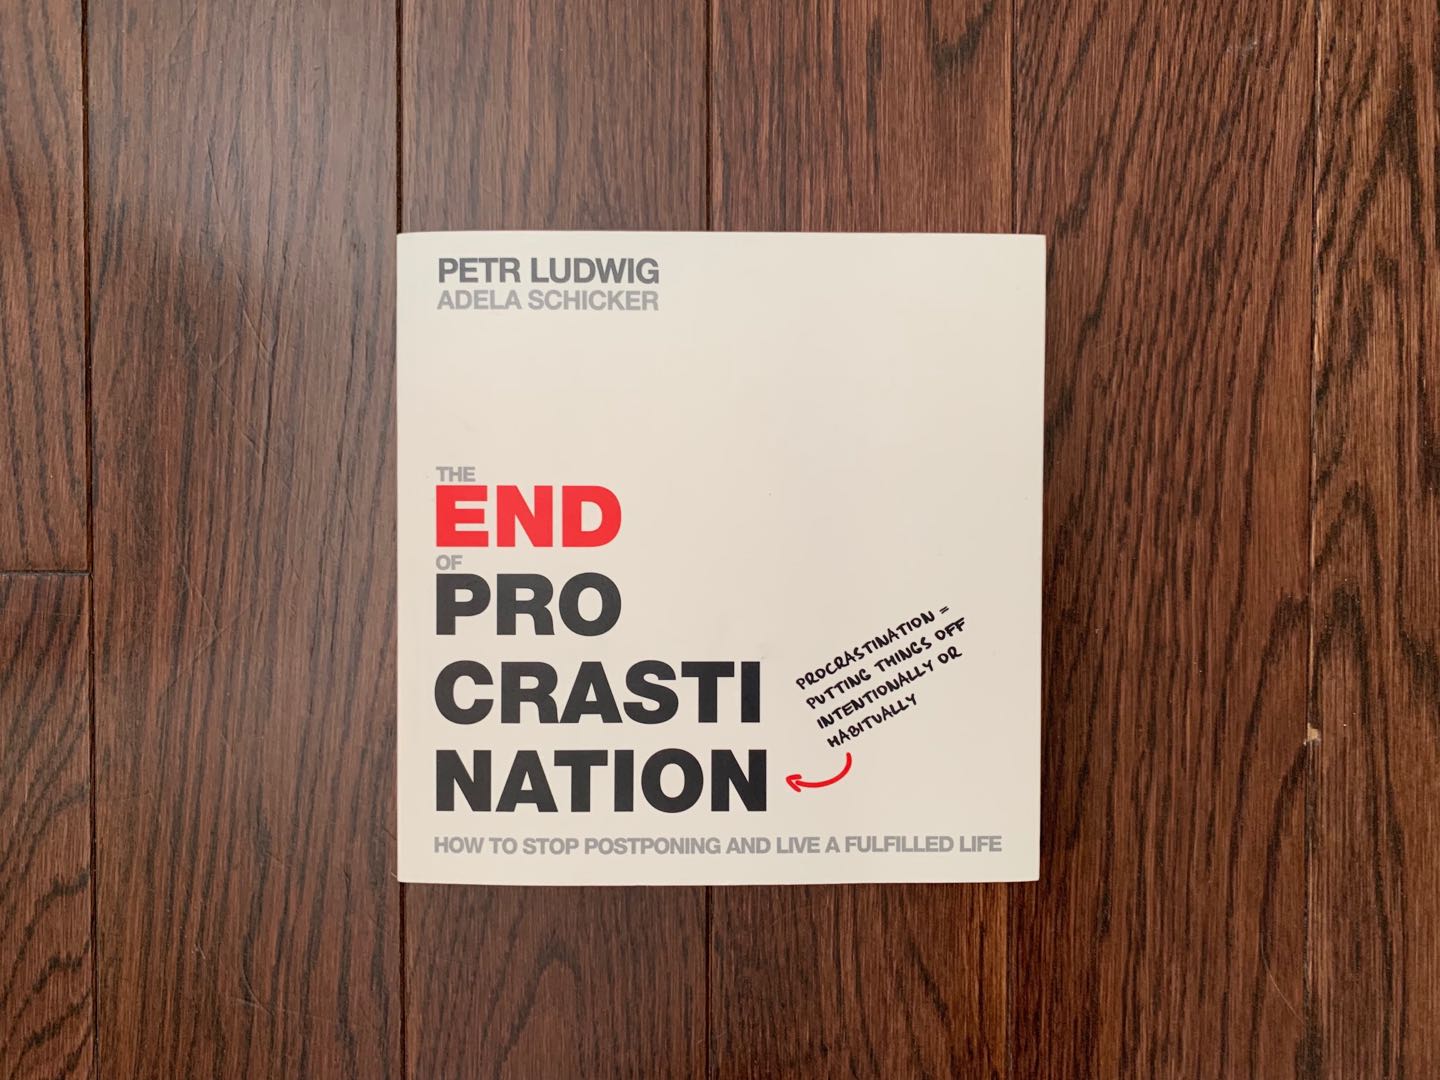 PETR LUDWIG
ADELA SCHICKER
THE
END
OF
PRO
CRASTI
NATION
PROCRASTINATION =
PUTTING THINGS OFF
INTENTIONALLY OR
HABITUALLY
HOW TO STOP POSTPONING AND LIVE A FULFILLED LIFE